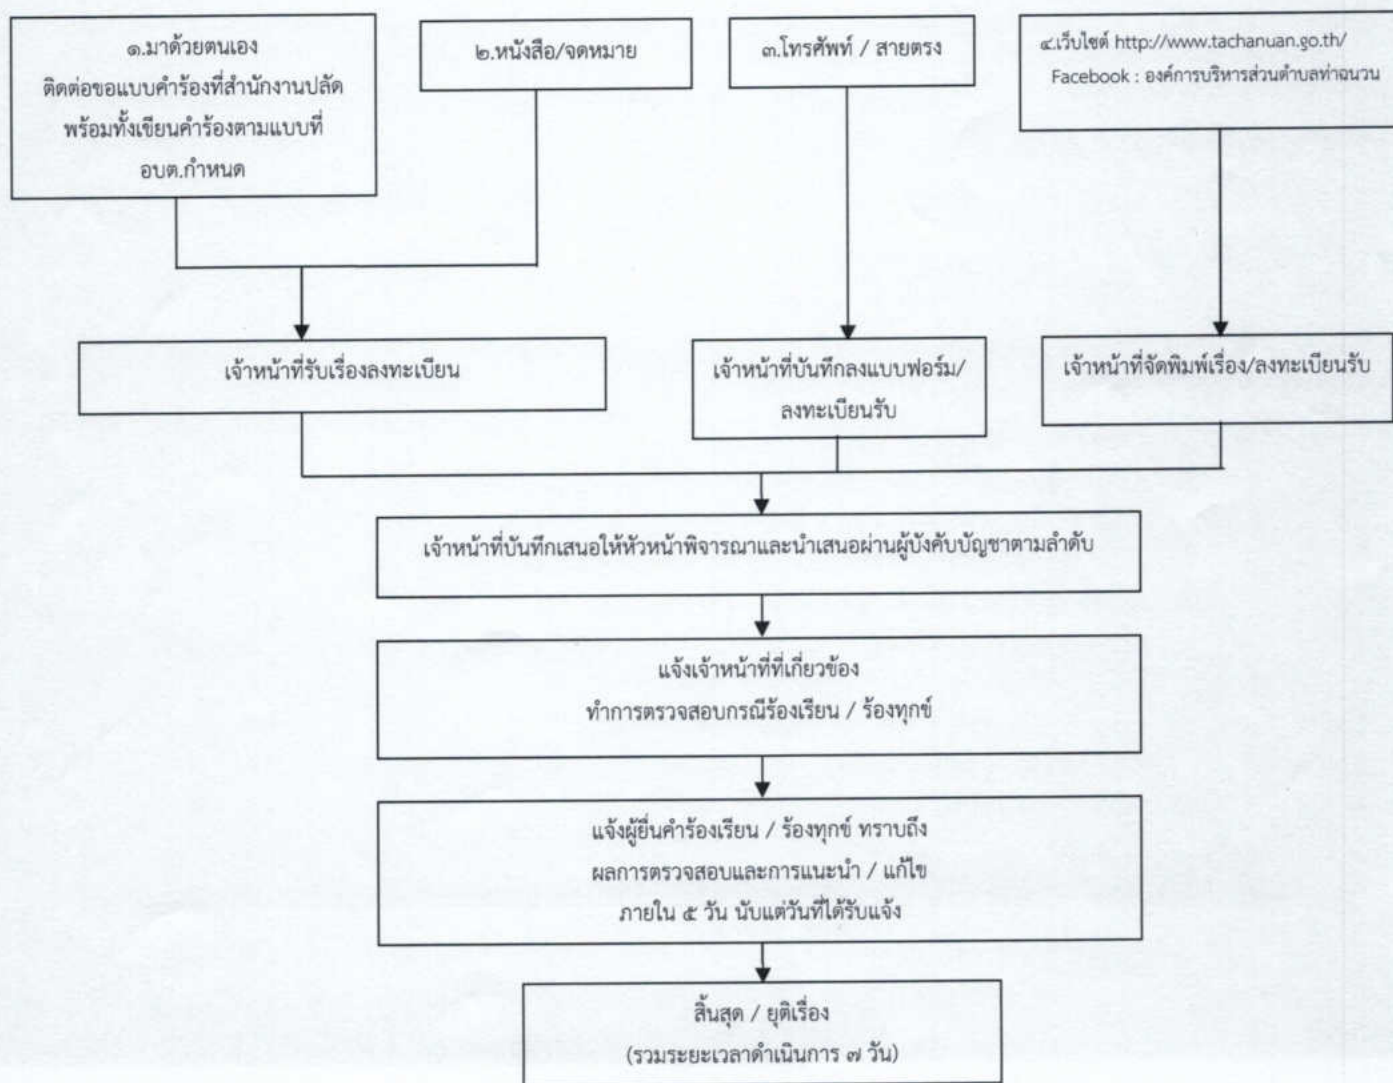 ๑.มาด้วยตนเอง
ติดต่อขอแบบคำร้องที่สำนักงานปลัด
พร้อมทั้งเขียนคำร้องตามแบบที่
อบต.กำหนด
๒.หนังสือ/จดหมาย
๓.โทรศัพท์ / สายตรง
๔.เว็บไซต์ http://www.tachanuan.go.th/
Facebook : องค์การบริหารส่วนตำบลท่าฉนวน
เจ้าหน้าที่รับเรื่องลงทะเบียน
เจ้าหน้าที่บันทึกลงแบบฟอร์ม/
ลงทะเบียนรับ
เจ้าหน้าที่จัดพิมพ์เรื่อง/ลงทะเบียนรับ
เจ้าหน้าที่บันทึกเสนอให้หัวหน้าพิจารณาและนำเสนอผ่านผู้บังคับบัญชาตามลำดับ
แจ้งเจ้าหน้าที่ที่เกี่ยวข้อง
ทำการตรวจสอบกรณีร้องเรียน / ร้องทุกข์
แจ้งผู้ยื่นคำร้องเรียน / ร้องทุกข์ ทราบถึง
ผลการตรวจสอบและการแนะนำ / แก้ไข
ภายใน ๕ วัน นับแต่วันที่ได้รับแจ้ง
สิ้นสุด / ยุติเรื่อง
(รวมระยะเวลาดำเนินการ ๗ วัน)